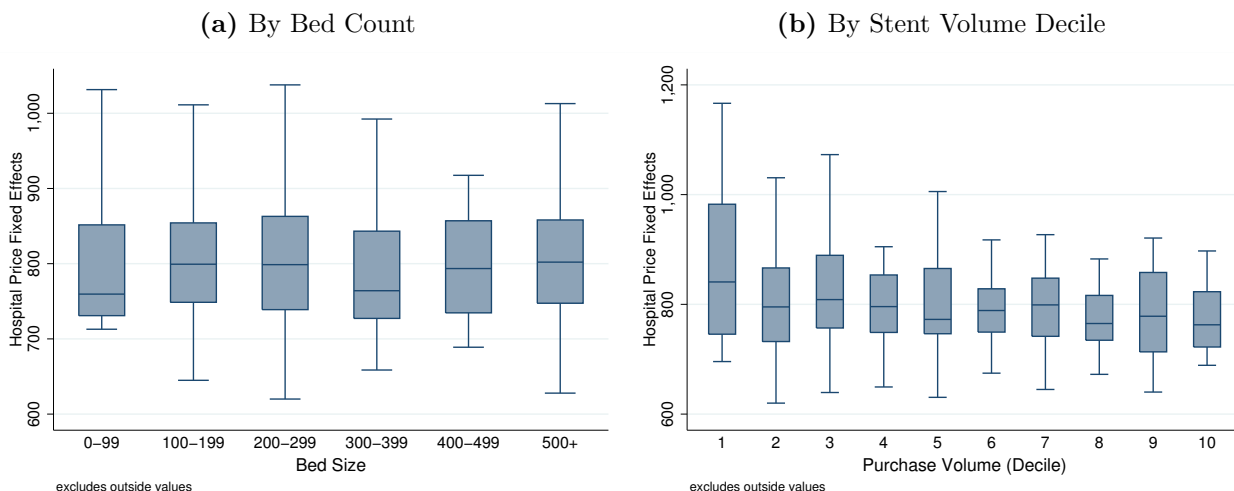 (a) By Bed Count
Hospital Price Fixed Effects
1,000
900
800
700
600
0–99 100–199 200–299 300–399 400–499 500+
Bed Size
excludes outside values
(b) By Stent Volume Decile
Hospital Price Fixed Effects
1,200
1,000
800
600
1 2 3 4 5 6 7 8 9 10
Purchase Volume (Decile)
excludes outside values